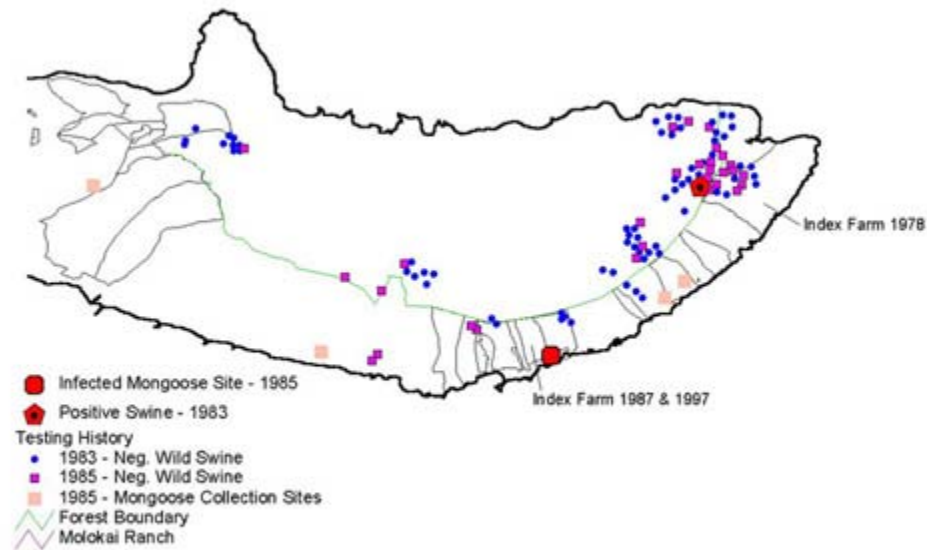 Index Farm 1978
Infected Mongoose Site - 1985
Index Farm 1987 & 1997
Positive Swine - 1983
Testing History
1983 - Neg. Wild Swine
1985 - Neg. Wild Swine
1985 - Mongoose Collection Sites
Forest Boundary
Molokai Ranch